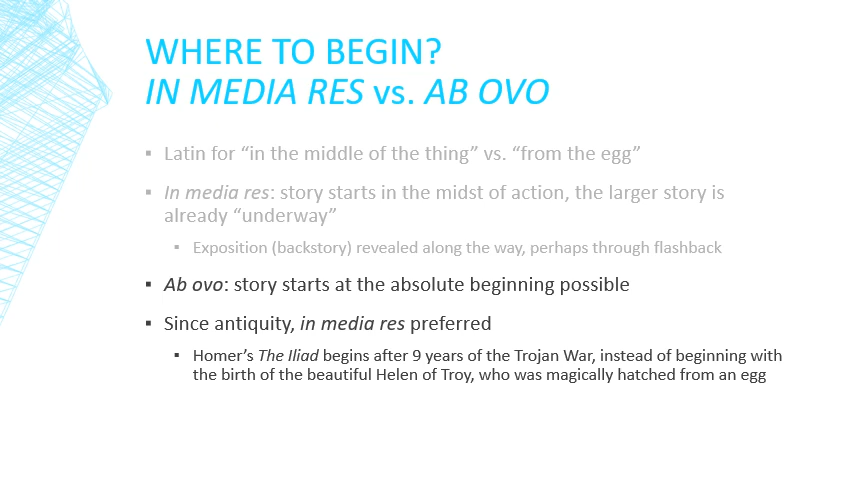 WHERE TO BEGIN?
IN MEDIA RES vs. AB OVO
▪ Latin for “in the middle of the thing” vs. “from the egg”
▪ In media res: story starts in the midst of action, the larger story is
already “underway”
▪ Exposition (backstory) revealed along the way, perhaps through flashback
▪ Ab ovo: story starts at the absolute beginning possible
▪ Since antiquity, in media res preferred
▪ Homer’s The Iliad begins after 9 years of the Trojan War, instead of beginning with
the birth of the beautiful Helen of Troy, who was magically hatched from an egg